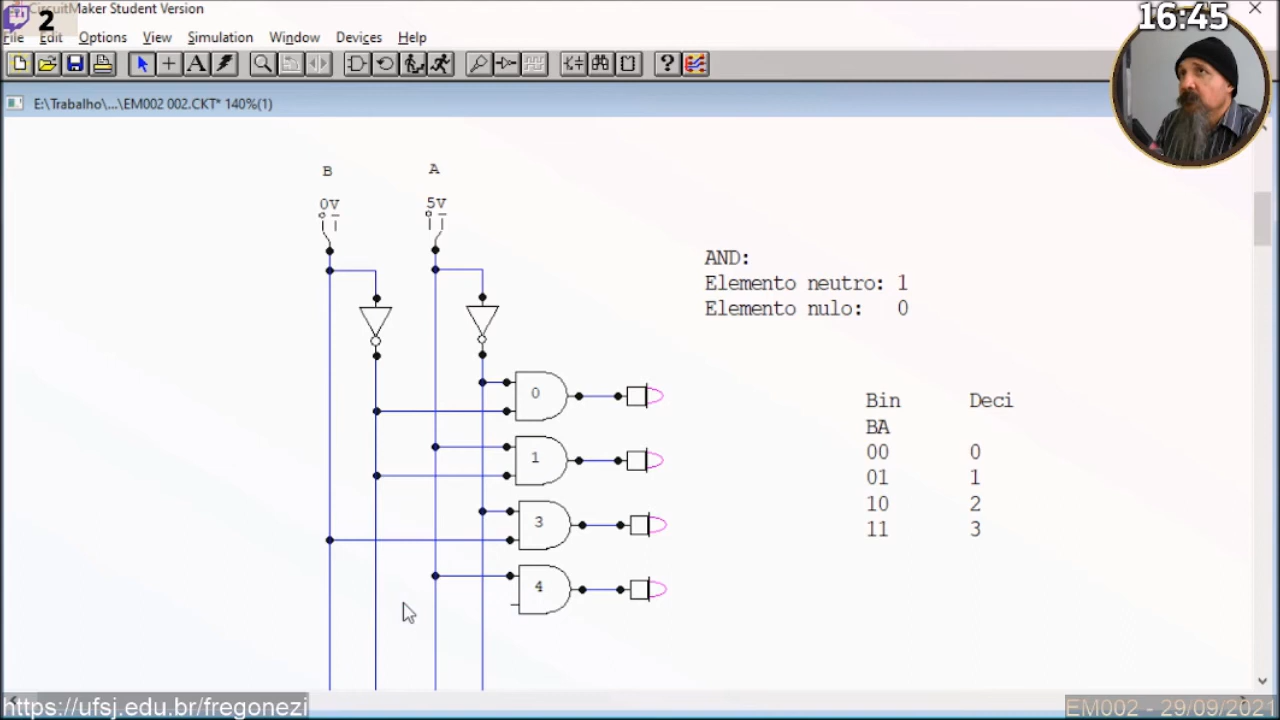 CircuitMaker Student Version
2
16:45
File Edit Options View Simulation Window Devices Help
E:\Trabalho\...\EM002 002.CKT* 140%(1)
B A
0V 5V
AND:
Elemento neutro: 1
Elemento nulo: 0
0
1
3
4
Bin Deci
BA
00 0
01 1
10 2
11 3
https://ufsj.edu.br/fregonezi
EM002 - 29/09/2021